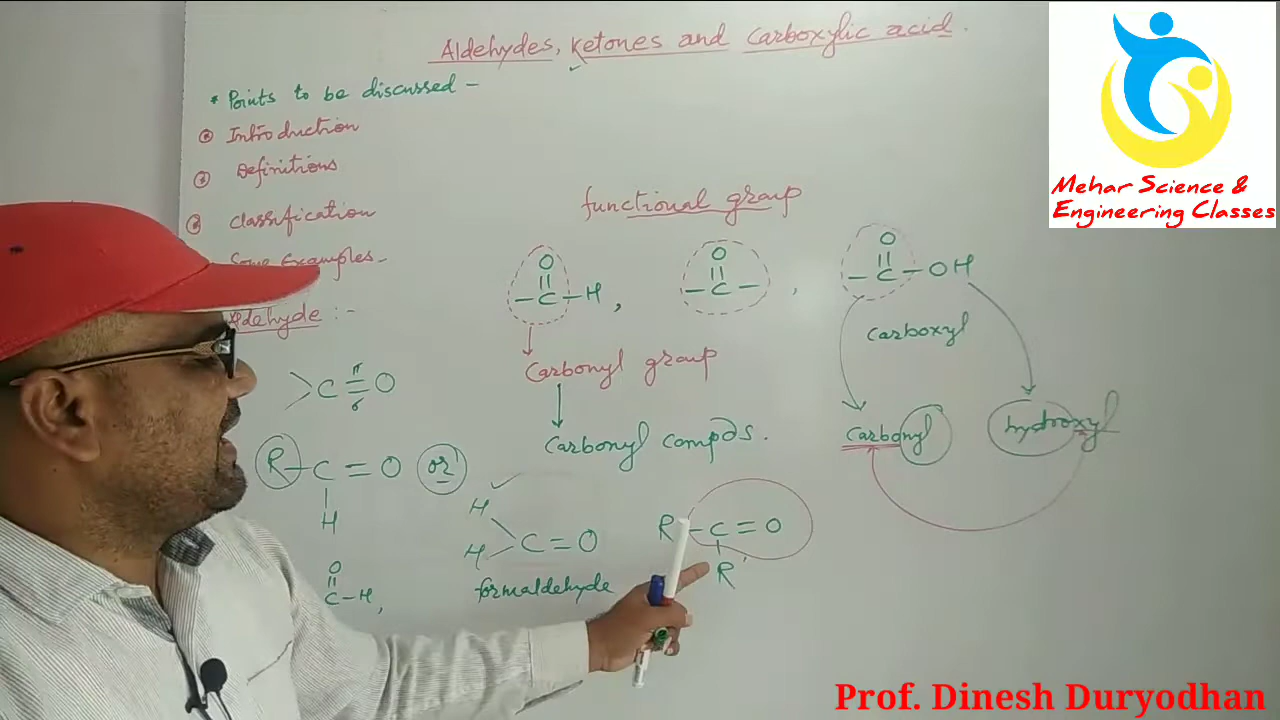 Aldehydes, ketones and carboxylic acid.
* Points to be discussed -
Introduction
Definitions
classification
Some Examples -
Aldehyde :-
functional group
O O O
|| || ||
- C - H , - C - , - C - OH
Carboxyl
Carbonyl group
Carbonyl compds.
Carbonyl hydroxyl
π
> C = O
σ
R - C = O or
|
H
O
||
C - H ,
H
H C = O
formaldehyde
R - C = O
|
R'
Mehar Science &
Engineering Classes
Prof. Dinesh Duryodhan